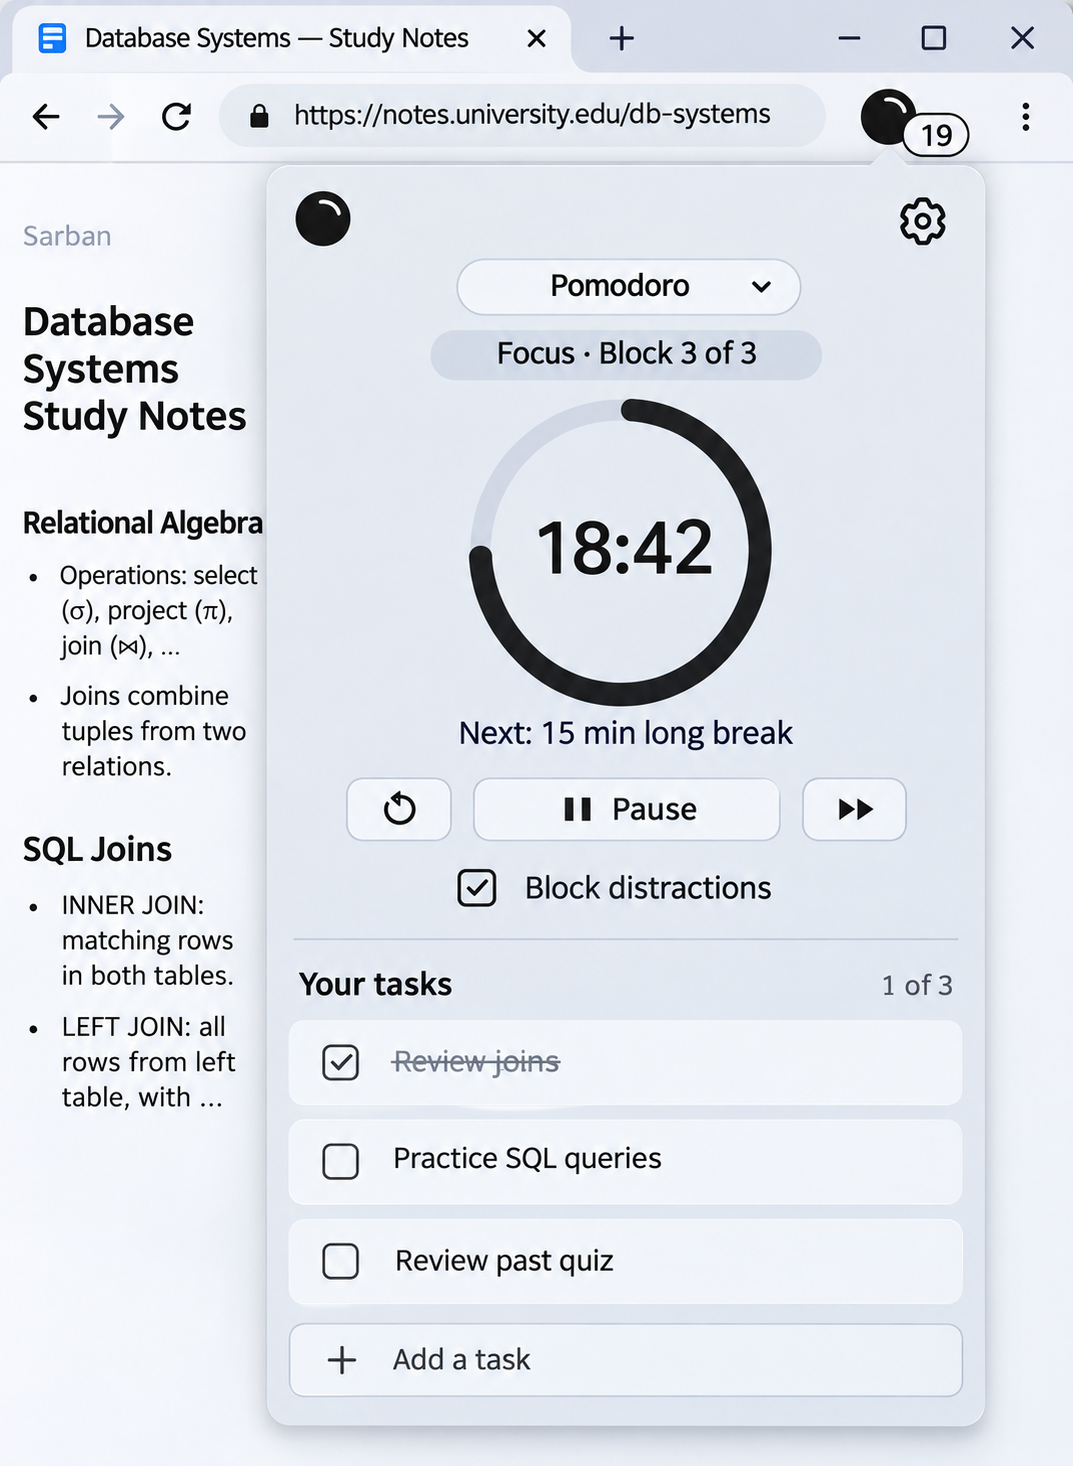 Database Systems — Study Notes
https://notes.university.edu/db-systems
19
Sarban
Database
Systems
Study Notes
Relational Algebra
• Operations: select
(σ), project (π),
join (⋈), ...
• Joins combine
tuples from two
relations.
SQL Joins
• INNER JOIN:
matching rows
in both tables.
• LEFT JOIN: all
rows from left
table, with ...
Pomodoro
Focus · Block 3 of 3
18:42
Next: 15 min long break
Pause
Block distractions
Your tasks 1 of 3
Review joins
Practice SQL queries
Review past quiz
Add a task